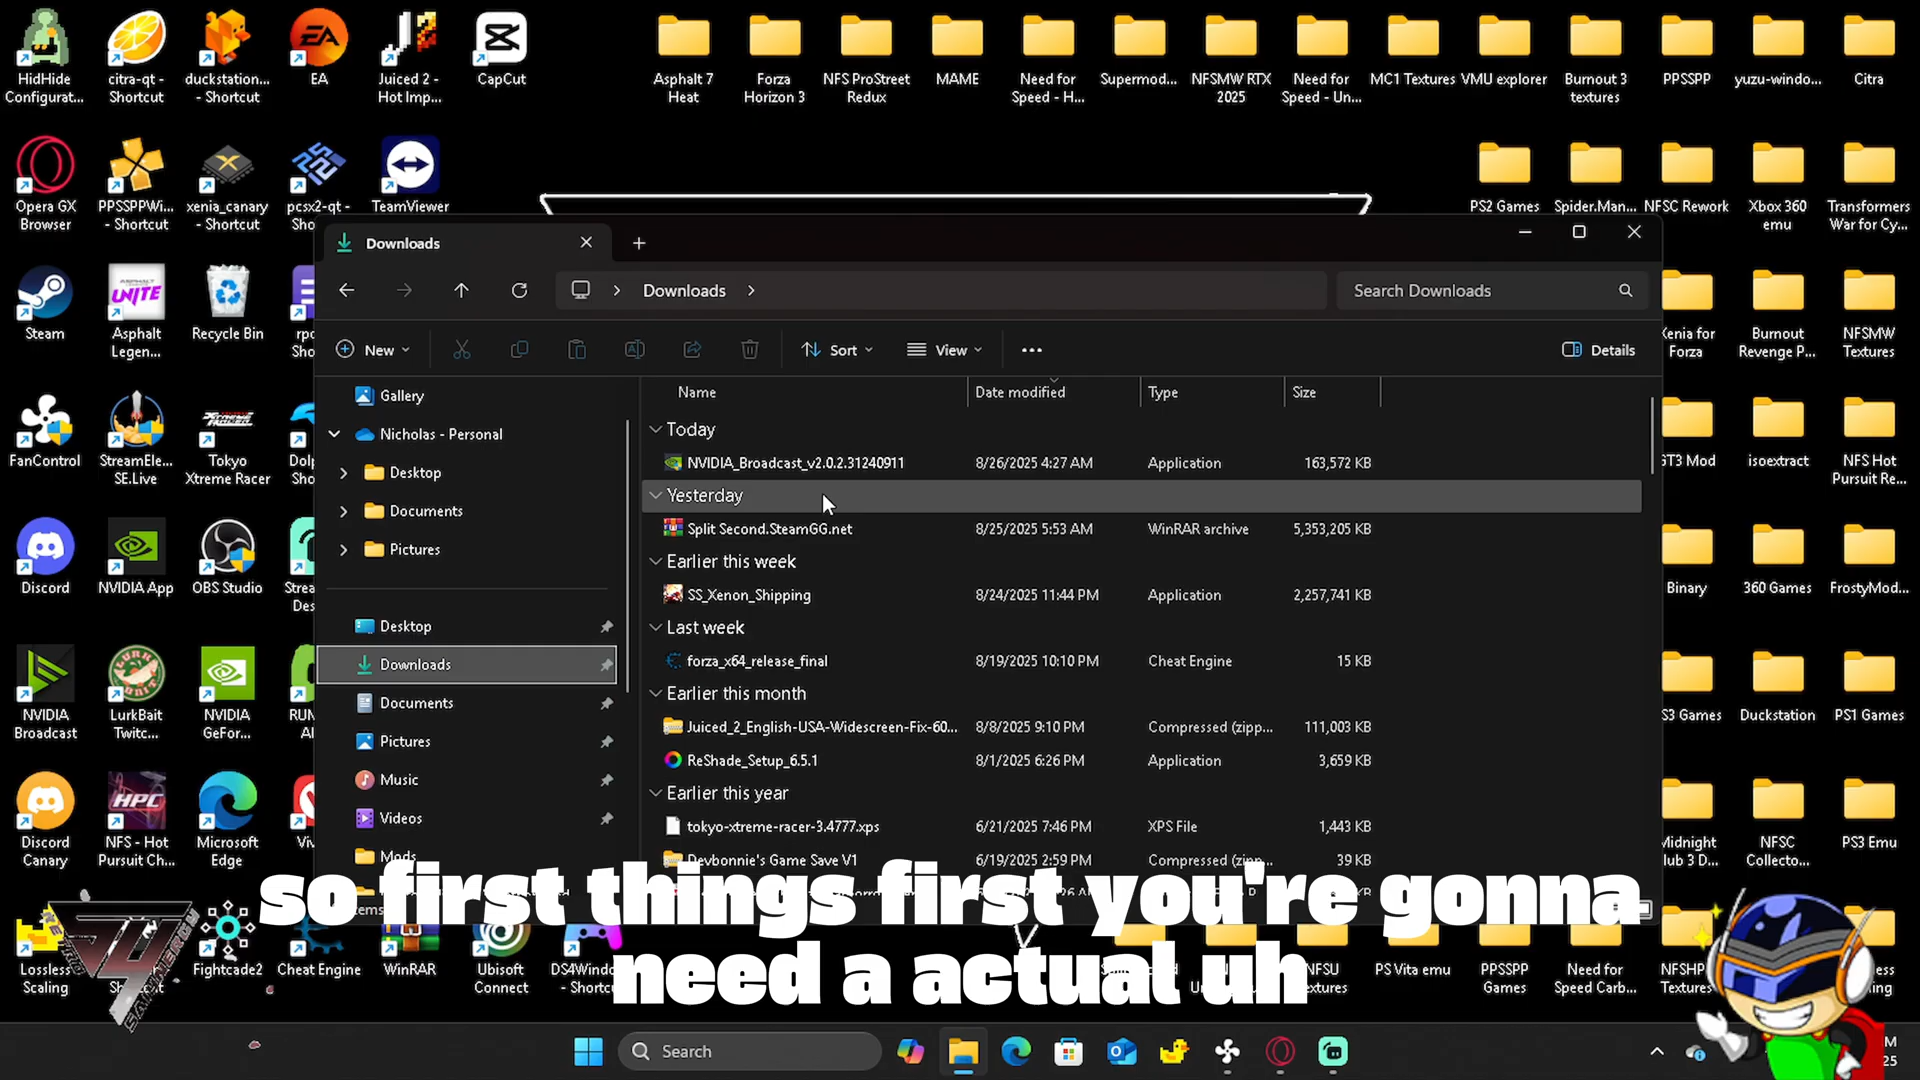 HidHide
Configurat...
citra-qt -
Shortcut
duckstation...
- Shortcut
EA
EA
Juiced 2 -
Hot Imp...
CapCut
Asphalt 7
Heat
Forza
Horizon 3
NFS ProStreet
Redux
MAME
Need for
Speed - H...
Supermod...
NFSMW RTX
2025
Need for
Speed - Un...
MC1 Textures
VMU explorer
Burnout 3
textures
PPSSPP
yuzu-windo...
Citra
Opera GX
Browser
PPSSPPWi...
- Shortcut
xenia_canary
- Shortcut
pcsx2-qt -
TeamViewer
PS2 Games
Spider.Man...
NFSC Rework
Xbox 360
emu
Transformers
War for Cy...
Downloads
Downloads
Search Downloads
Steam
UNITE
Asphalt
Legen...
Recycle Bin
Burnout
Revenge P...
NFSMW
Textures
for
Forza
New
Sort
View
Details
Name
Date modified
Type
Size
Gallery
Nicholas - Personal
Desktop
Documents
Pictures
Desktop
Downloads
Documents
Pictures
Music
Videos
Mods
Today
NVIDIA_Broadcast_v2.0.2.31240911 8/26/2025 4:27 AM Application 163,572 KB
Yesterday
Split Second.SteamGG.net 8/25/2025 5:53 AM WinRAR archive 5,353,205 KB
Earlier this week
SS_Xenon_Shipping 8/24/2025 11:44 PM Application 2,257,741 KB
Last week
forza_x64_release_final 8/19/2025 10:10 PM Cheat Engine 15 KB
Earlier this month
Juiced_2_English-USA-Widescreen-Fix-60... 8/8/2025 9:10 PM Compressed (zipp... 111,003 KB
ReShade_Setup_6.5.1 8/1/2025 6:26 PM Application 3,659 KB
Earlier this year
tokyo-xtreme-racer-3.4777.xps 6/21/2025 7:46 PM XPS File 1,443 KB
Devbonnie's Game Save V1 6/19/2025 2:59 PM Compressed (zipp... 39 KB
FanControl
StreamEle...
SE.Live
Tokyo
Xtreme Racer
GT3 Mod
isoextract
NFS Hot
Pursuit Re...
Discord
NVIDIA App
OBS Studio
Binary
360 Games
FrostyMod...
NVIDIA
Broadcast
LurkBait
Twitc...
NVIDIA
GeFor...
Games
Duckstation
PS1 Games
Discord
Canary
HPC
NFS - Hot
Pursuit Ch...
Microsoft
Edge
NFSC
Collecto...
PS3 Emu
so first things first you're gonna
need a actual uh
Lossless
Scaling
Fightcade2
Cheat Engine
WinRAR
Ubisoft
Connect
DS4Windo...
- Shortcut
PS Vita emu
PPSSPP
Games
Need for
Speed Carb...
Search